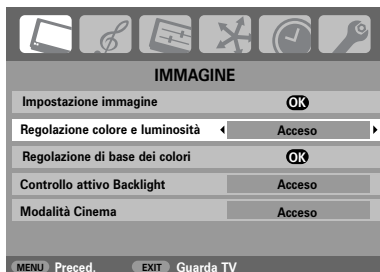 IMMAGINE
Impostazione immagine OK
Regolazione colore e luminosità Acceso
Regolazione di base dei colori OK
Controllo attivo Backlight Acceso
Modalità Cinema Acceso
MENU Preced. EXIT Guarda TV